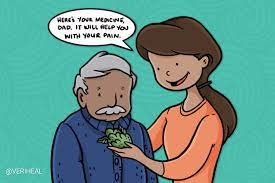 HERE'S YOUR MEDICINE,
DAD. IT WILL HELP YOU
WITH YOUR PAIN.
@VERIHEAL